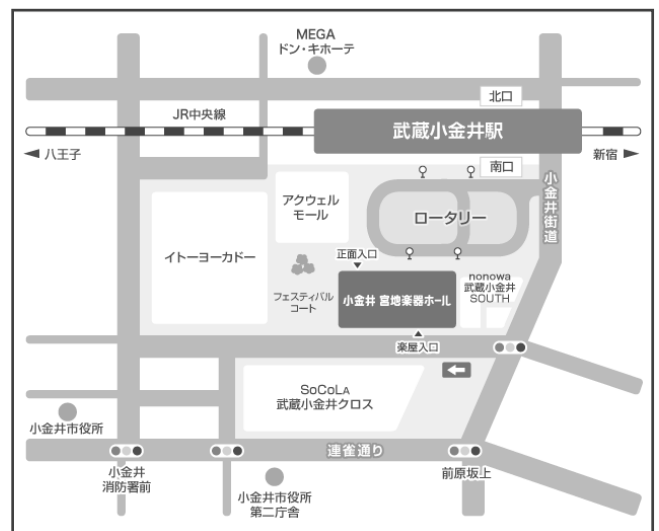 MEGA
ドン・キホーテ
北口
JR中央線
武蔵小金井駅
八王子
新宿
南口
小金井街道
アクウェル
モール
ロータリー
イトーヨーカドー
正面入口
フェスティバル
コート
小金井 宮地楽器ホール
nonowa
武蔵小金井
SOUTH
楽屋入口
SoCoLA
武蔵小金井クロス
小金井市役所
連雀通り
小金井
消防署前
前原坂上
小金井市役所
第二庁舎